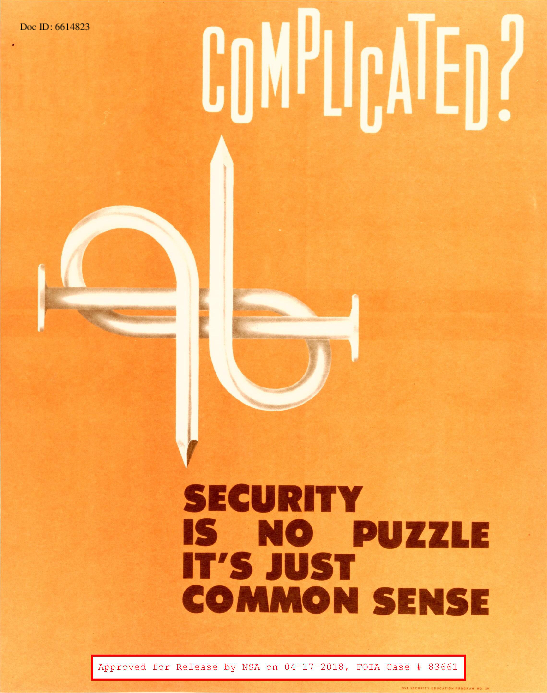 Doc ID: 6614823
COMPLICATED?
SECURITY
IS NO PUZZLE
IT'S JUST
COMMON SENSE
Approved for Release by NSA on 04-17-2018, FOIA Case # 83661